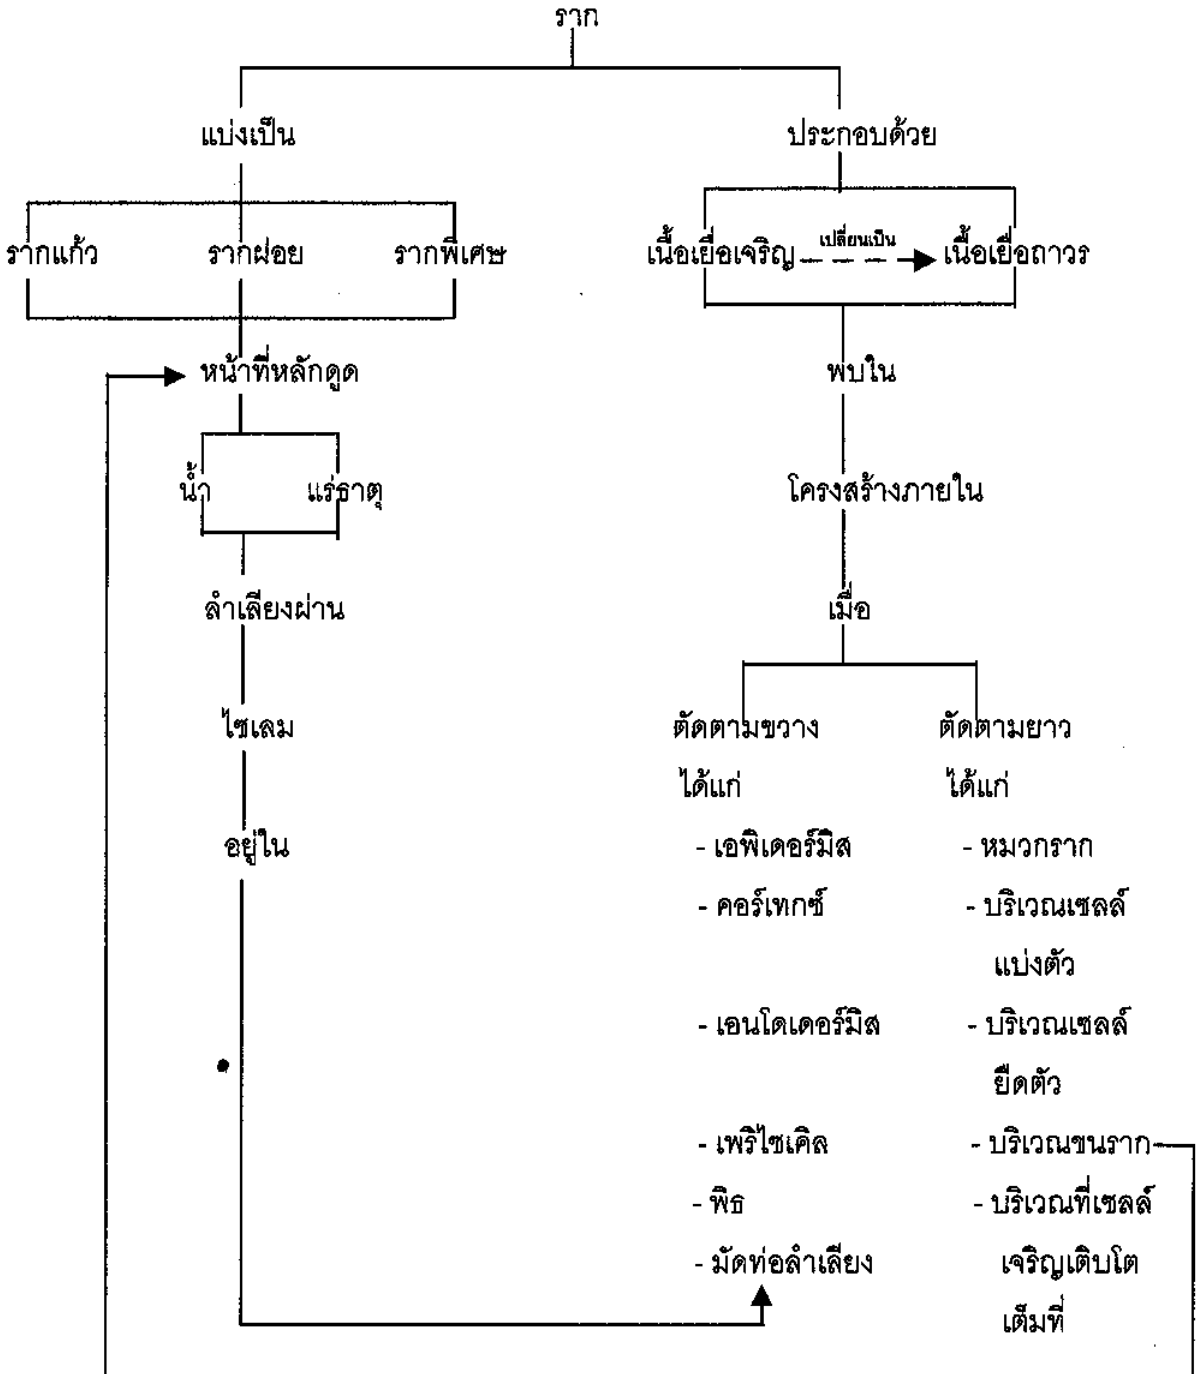 ราก
แบ่งเป็น
ประกอบด้วย
รากแก้ว
รากฝอย
รากพิเศษ
เนื้อเยื่อเจริญ
เปลี่ยนเป็น
เนื้อเยื่อถาวร
หน้าที่หลักดูด
พบใน
น้ำ
แร่ธาตุ
โครงสร้างภายใน
ลำเลียงผ่าน
เมื่อ
ไซเลม
อยู่ใน
ตัดตามขวาง
ได้แก่
- เอพิเดอร์มิส
- คอร์เทกซ์
- เอนโดเดอร์มิส
- เพริไซเคิล
- พิธ
- มัดท่อลำเลียง
ตัดตามยาว
ได้แก่
- หมวกราก
- บริเวณเซลล์
แบ่งตัว
- บริเวณเซลล์
ยืดตัว
- บริเวณขนราก
- บริเวณที่เซลล์
เจริญเติบโต
เต็มที่